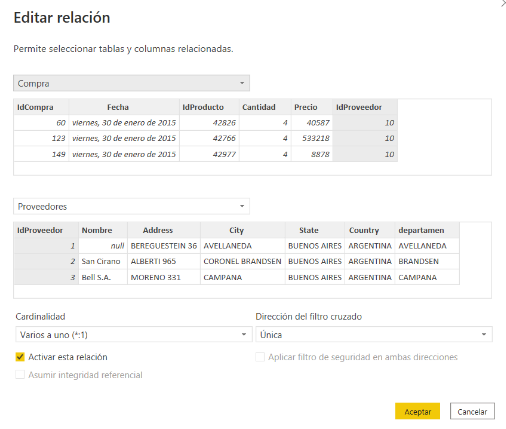 Editar relación
Permite seleccionar tablas y columnas relacionadas.
Compra
IdCompra Fecha IdProducto Cantidad Precio IdProveedor
60 viernes, 30 de enero de 2015 42826 4 40587 10
123 viernes, 30 de enero de 2015 42766 4 533218 10
149 viernes, 30 de enero de 2015 42977 4 8878 10
Proveedores
IdProveedor Nombre Address City State Country departamen
1 null BEREGUESTEIN 36 AVELLANEDA BUENOS AIRES ARGENTINA AVELLANEDA
2 San Cirano ALBERTI 965 CORONEL BRANDSEN BUENOS AIRES ARGENTINA BRANDSEN
3 Bell S.A. MORENO 331 CAMPANA BUENOS AIRES ARGENTINA CAMPANA
Cardinalidad Dirección del filtro cruzado
Varios a uno (*:1) Única
Activar esta relación Aplicar filtro de seguridad en ambas direcciones
Asumir integridad referencial
Aceptar Cancelar